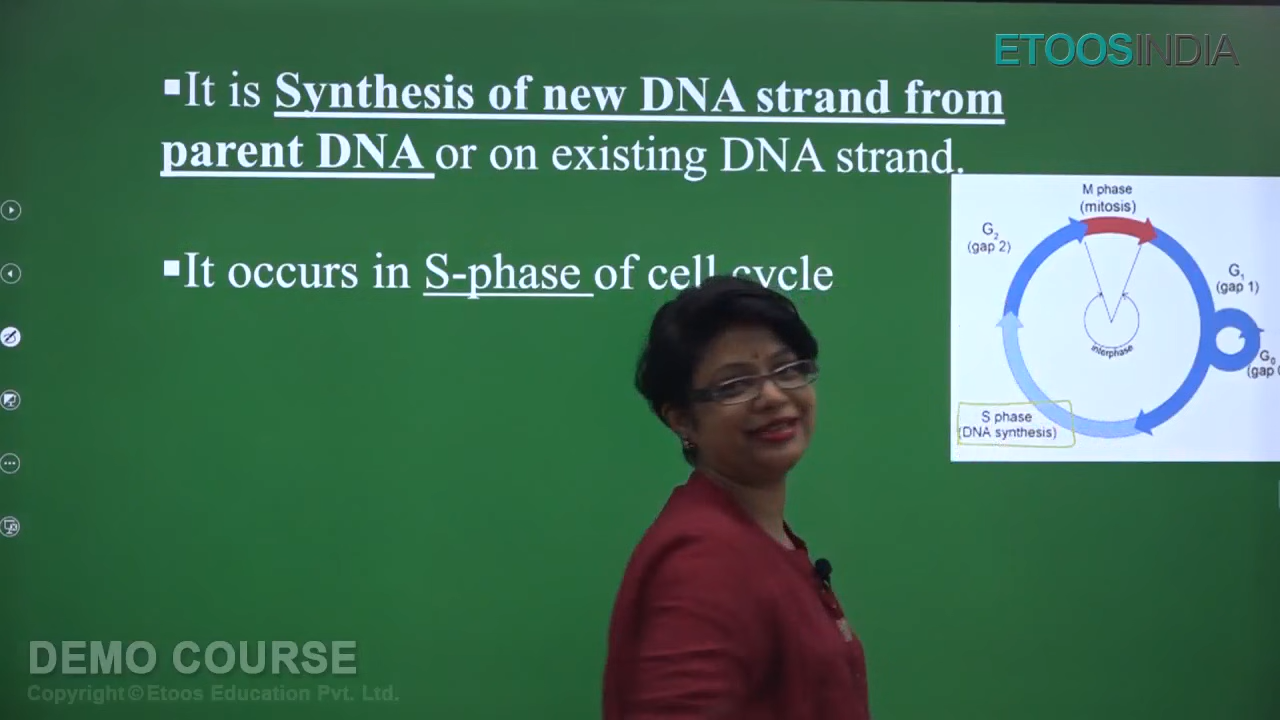 ETOOSINDIA
▪It is Synthesis of new DNA strand from
parent DNA or on existing DNA strand.
▪It occurs in S-phase of cell cycle
M phase
(mitosis)
G2
(gap 2)
G1
(gap 1)
interphase
G0
(gap
S phase
(DNA synthesis)
DEMO COURSE
Copyright©Etoos Education Pvt. Ltd.